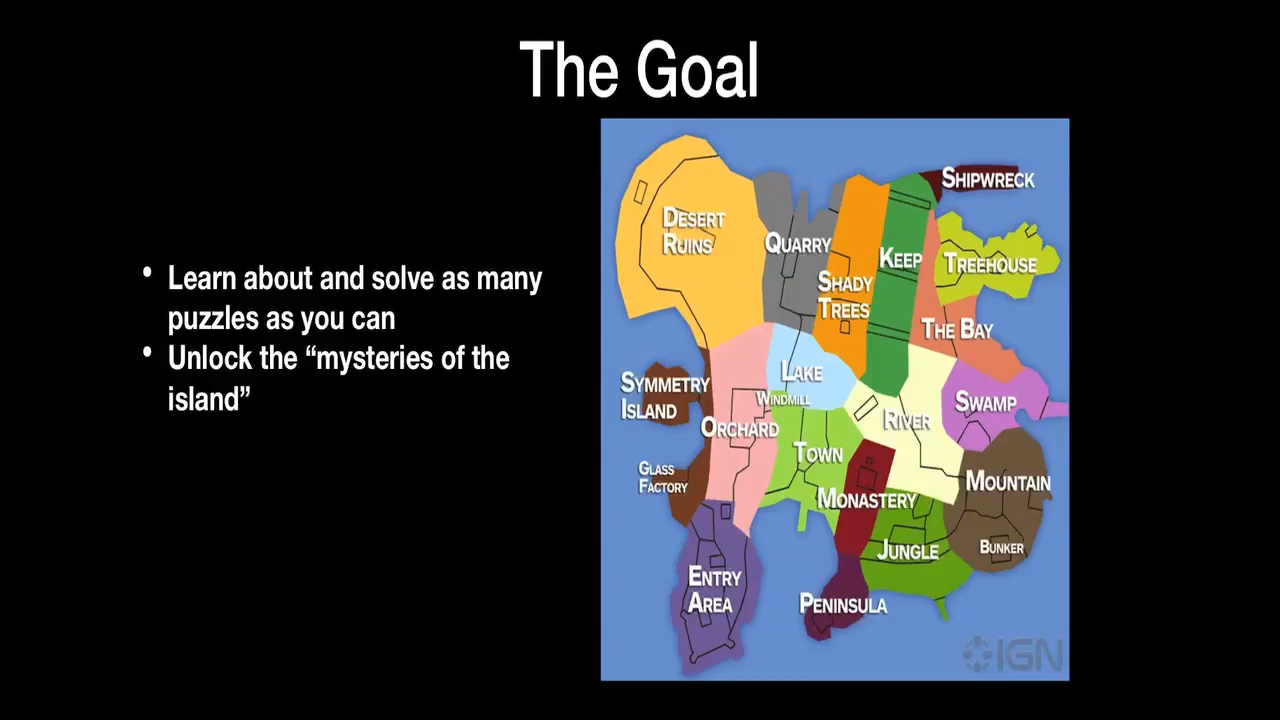 The Goal
• Learn about and solve as many
puzzles as you can
• Unlock the “mysteries of the
island”
SHIPWRECK
DESERT
RUINS
QUARRY
KEEP
TREEHOUSE
SHADY
TREES
THE BAY
LAKE
SYMMETRY
ISLAND
WINDMILL
SWAMP
RIVER
ORCHARD
TOWN
GLASS
FACTORY
MOUNTAIN
MONASTERY
JUNGLE
BUNKER
ENTRY
AREA
PENINSULA
IGN